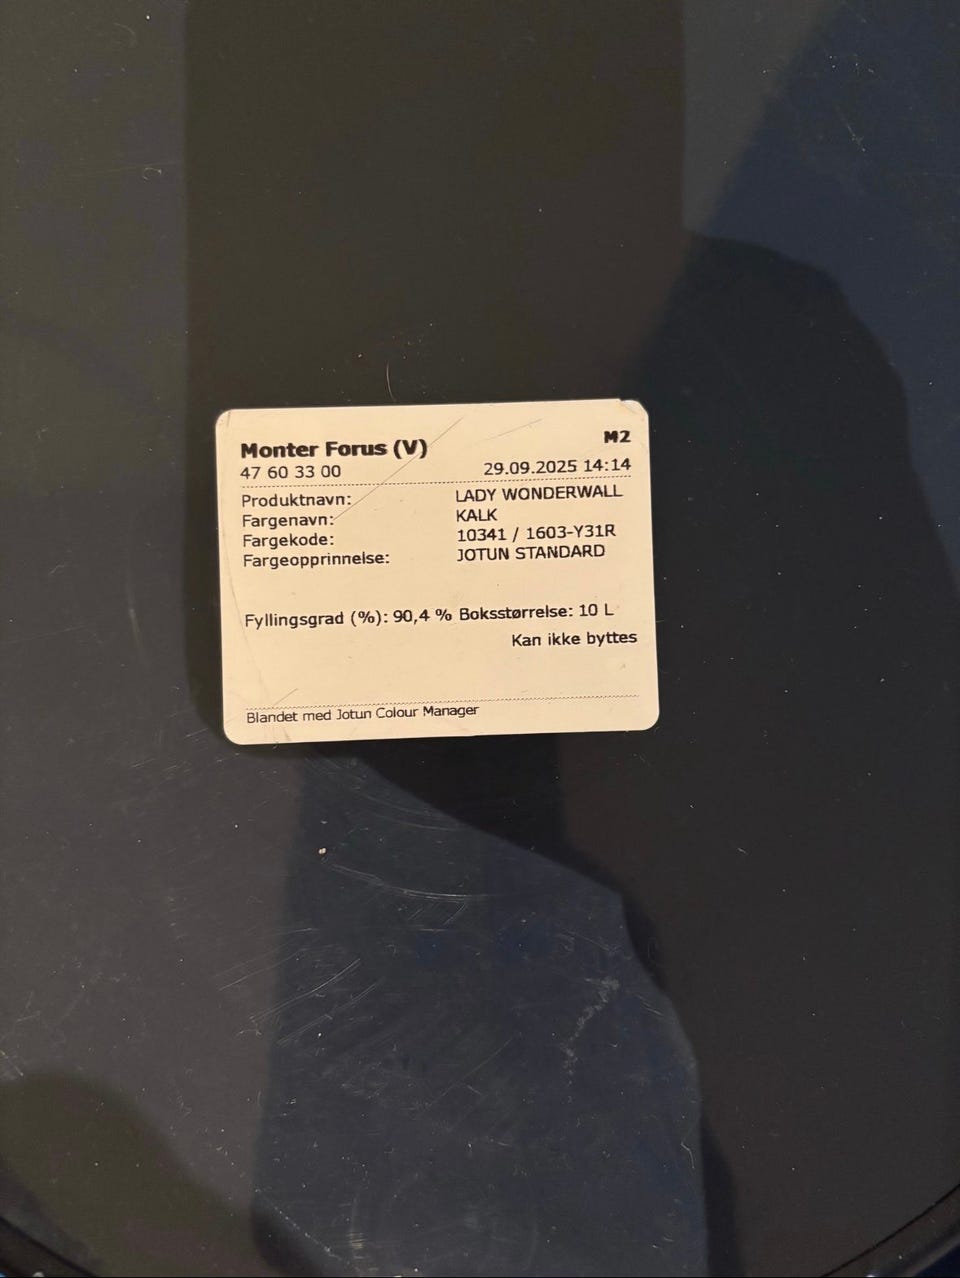 Monter Forus (V) M2
47 60 33 00 29.09.2025 14:14
Produktnavn: LADY WONDERWALL
Fargenavn: KALK
Fargekode: 10341 / 1603-Y31R
Fargeopprinnelse: JOTUN STANDARD
Fyllingsgrad (%): 90,4 % Boksstørrelse: 10 L
Kan ikke byttes
Blandet med Jotun Colour Manager